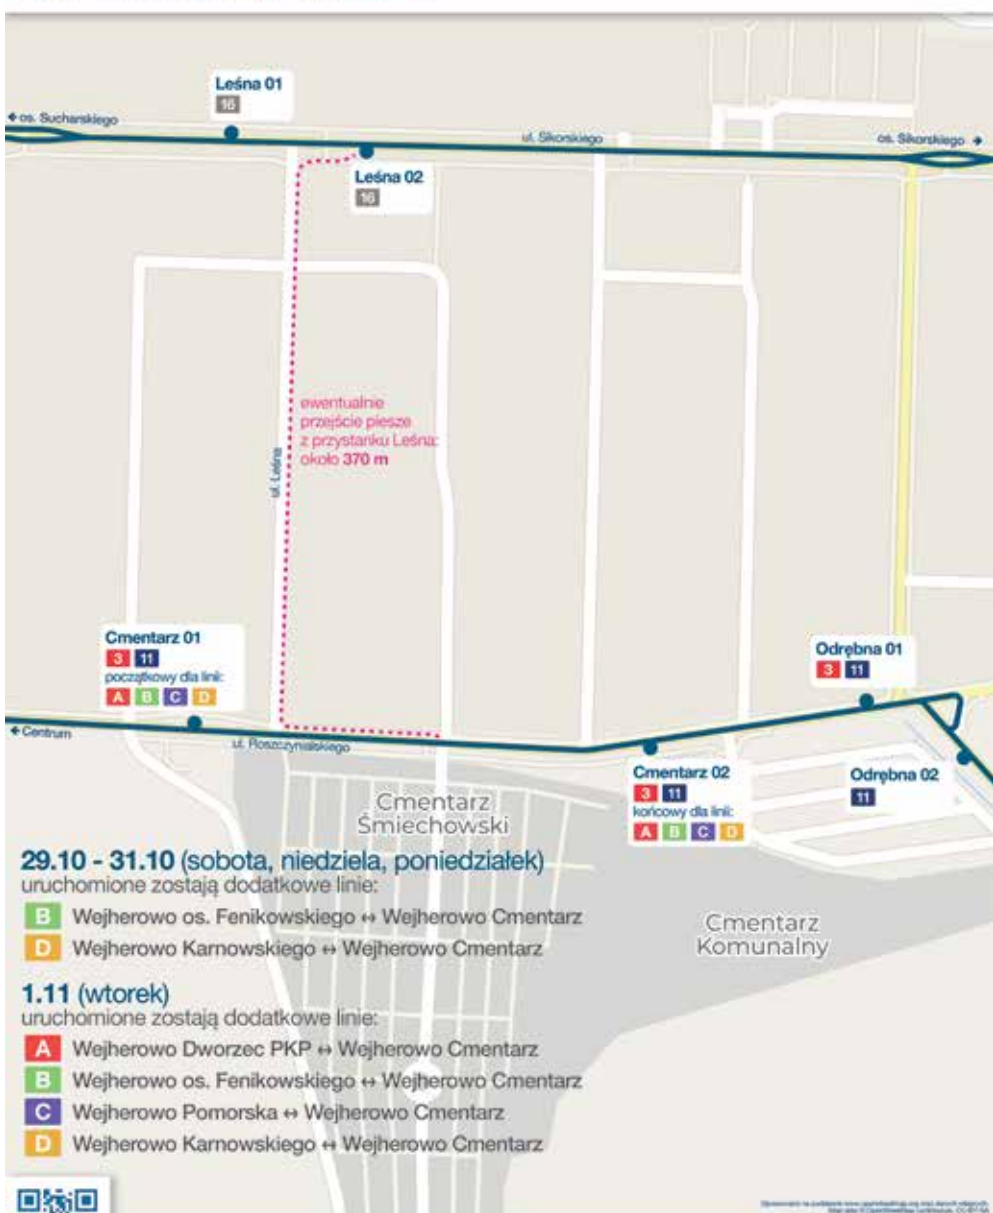 Leśna 01
16
← os. Sucharskiego
ul. Sikorskiego
os. Sikorskiego →
Leśna 02
16
ewentualnie
przejście piesze
z przystanku Leśna:
około 370 m
ul. Leśna
Cmentarz 01
3 11
początkowy dla linii:
A B C D
Odrębna 01
3 11
← Centrum
ul. Roszczynialskiego
Cmentarz 02
3 11
końcowy dla linii:
A B C D
Odrębna 02
11
Cmentarz
Śmiechowski
Cmentarz
Komunalny
29.10 - 31.10 (sobota, niedziela, poniedziałek)
uruchomione zostają dodatkowe linie:
B Wejherowo os. Fenikowskiego ↔ Wejherowo Cmentarz
D Wejherowo Karnowskiego ↔ Wejherowo Cmentarz
1.11 (wtorek)
uruchomione zostają dodatkowe linie:
A Wejherowo Dworzec PKP ↔ Wejherowo Cmentarz
B Wejherowo os. Fenikowskiego ↔ Wejherowo Cmentarz
C Wejherowo Pomorska ↔ Wejherowo Cmentarz
D Wejherowo Karnowskiego ↔ Wejherowo Cmentarz